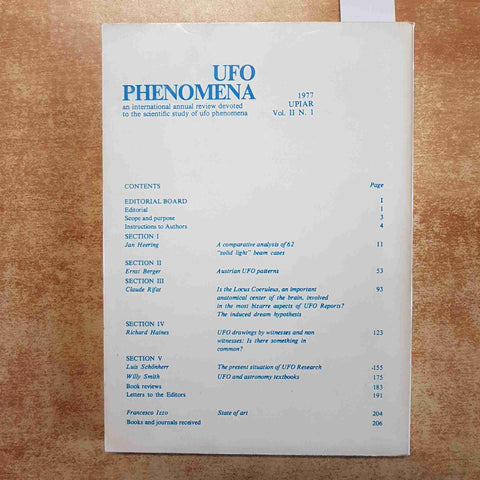 UFO
PHENOMENA
an international annual review devoted
to the scientific study of ufo phenomena
1977
UPIAR
Vol. II N. 1
CONTENTS Page
EDITORIAL BOARD 1
Editorial 1
Scope and purpose 3
Instructions to Authors 4
SECTION I
Jan Heering A comparative analysis of 62 11
"solid light" beam cases
SECTION II
Ernst Berger Austrian UFO patterns 53
SECTION III
Claude Rifat Is the Locus Coeruleus, an important 93
anatomical center of the brain, involved
in the most bizarre aspects of UFO Reports?
The induced dream hypothesis
SECTION IV
Richard Haines UFO drawings by witnesses and non 123
witnesses: Is there something in
common?
SECTION V
Luis Schönherr The present situation of UFO Research -155
Willy Smith UFO and astronomy textbooks 175
Book reviews 183
Letters to the Editors 191
Francesco Izzo State of art 204
Books and journals received 206